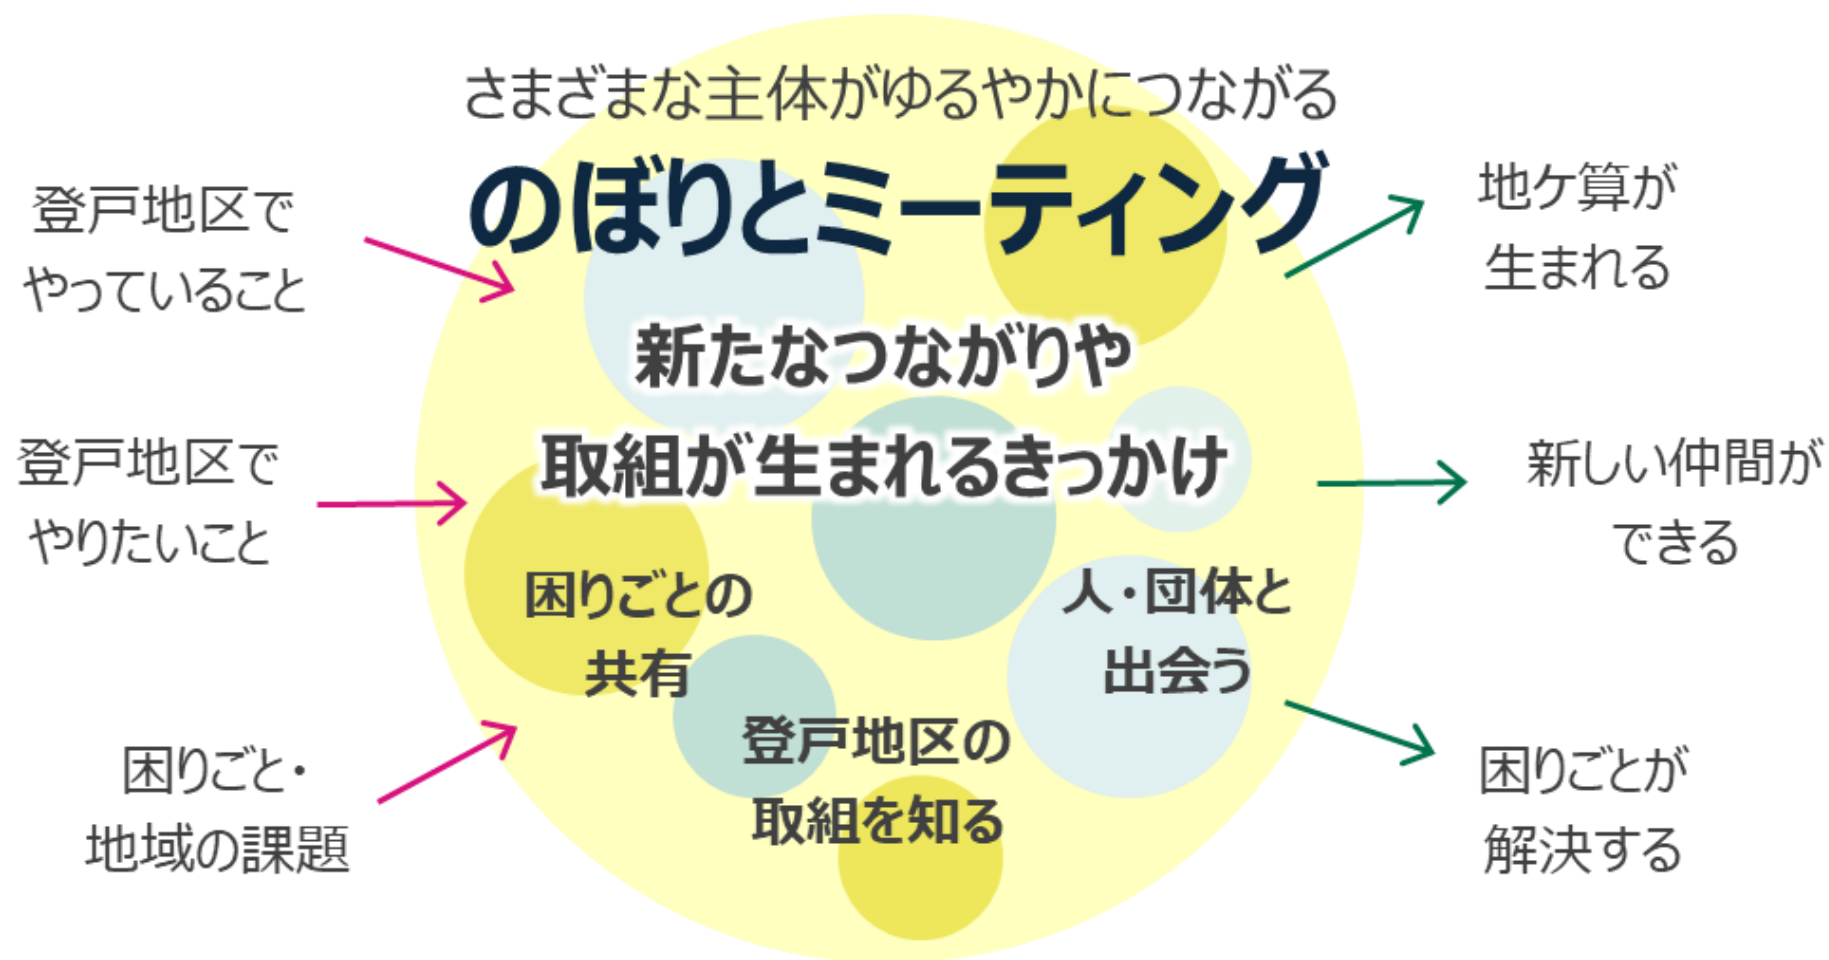 さまざまな主体がゆるやかにつながる
のぼりとミーティング
登戸地区で
やっていること
登戸地区で
やりたいこと
困りごと・
地域の課題
新たなつながりや
取組が生まれるきっかけ
困りごとの
共有
登戸地区の
取組を知る
人・団体と
出会う
地ケ算が
生まれる
新しい仲間が
できる
困りごとが
解決する